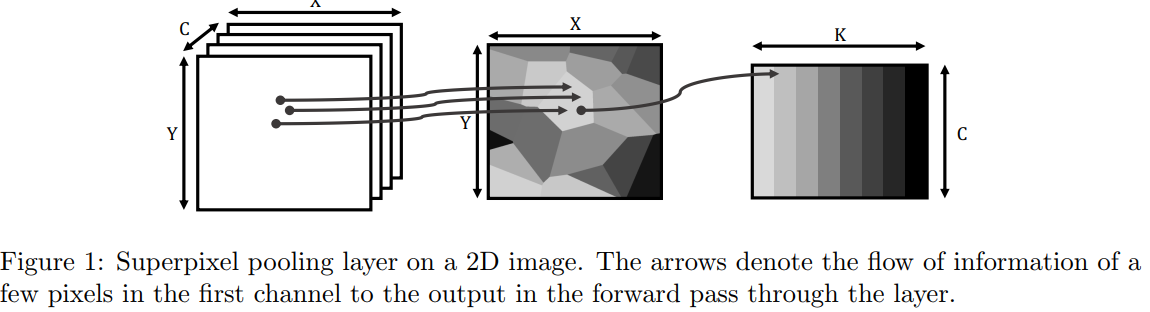 X
C
X
K
Y
Y
C
Figure 1: Superpixel pooling layer on a 2D image. The arrows denote the flow of information of a
few pixels in the first channel to the output in the forward pass through the layer.